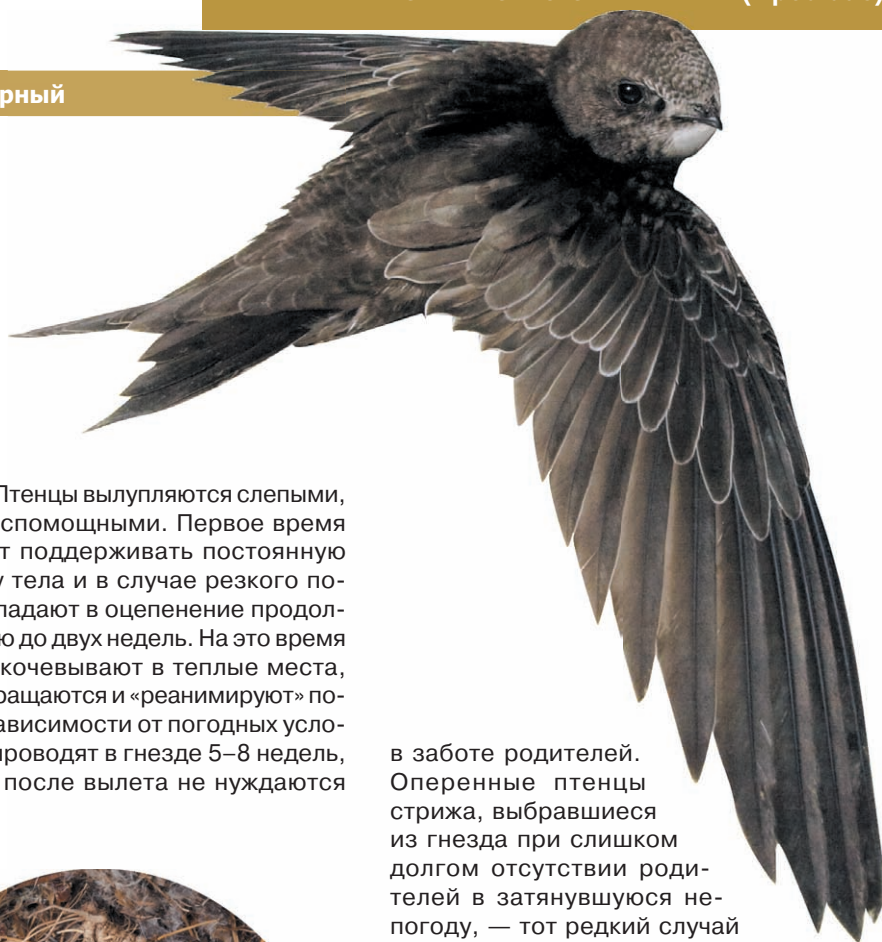 рный
Птенцы вылупляются слепыми,
спомощными. Первое время
т поддерживать постоянную
у тела и в случае резкого по-
падают в оцепенение продол-
ю до двух недель. На это время
кочевывают в теплые места,
ращаются и «реанимируют» по-
ависимости от погодных усло-
проводят в гнезде 5–8 недель,
после вылета не нуждаются
в заботе родителей.
Оперенные птенцы
стрижа, выбравшиеся
из гнезда при слишком
долгом отсутствии роди-
телей в затянувшуюся не-
погоду, — тот редкий случай